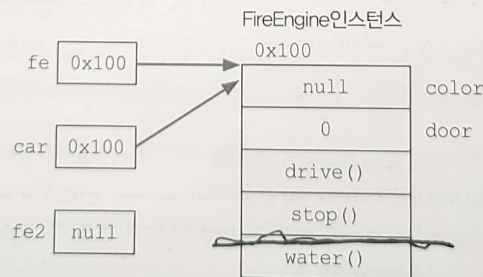 FireEngine인스턴스
0x100
fe 0x100
null color
0 door
car 0x100
drive()
stop()
fe2 null
water()